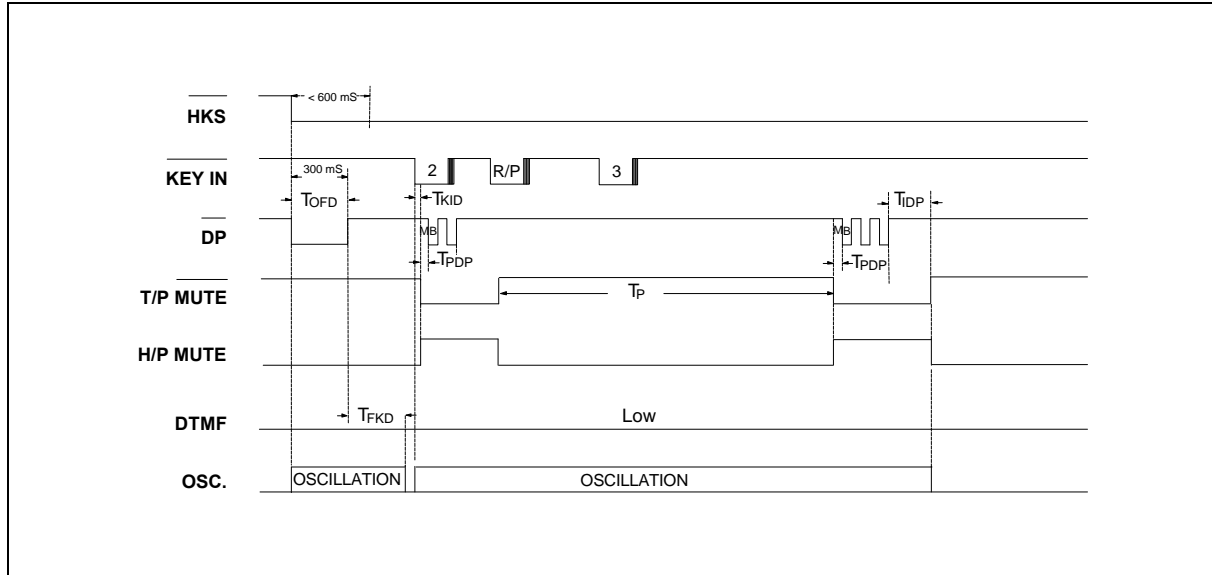 < 600 mS
HKS
KEY IN
2
R/P
3
300 mS
TOFD
TKID
TIDP
DP
MB
MB
TPDP
TPDP
T/P MUTE
TP
H/P MUTE
DTMF
TFKD
Low
OSC.
OSCILLATION
OSCILLATION